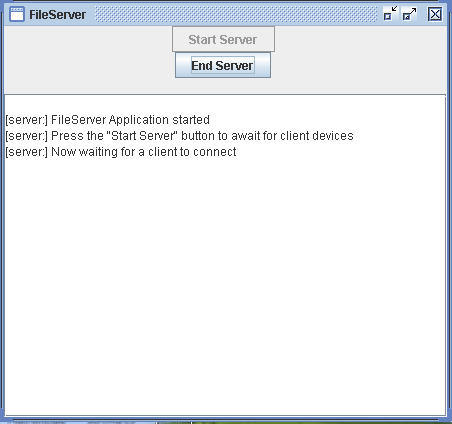 FileServer
Start Server
End Server
[server:] FileServer Application started
[server:] Press the "Start Server" button to await for client devices
[server:] Now waiting for a client to connect